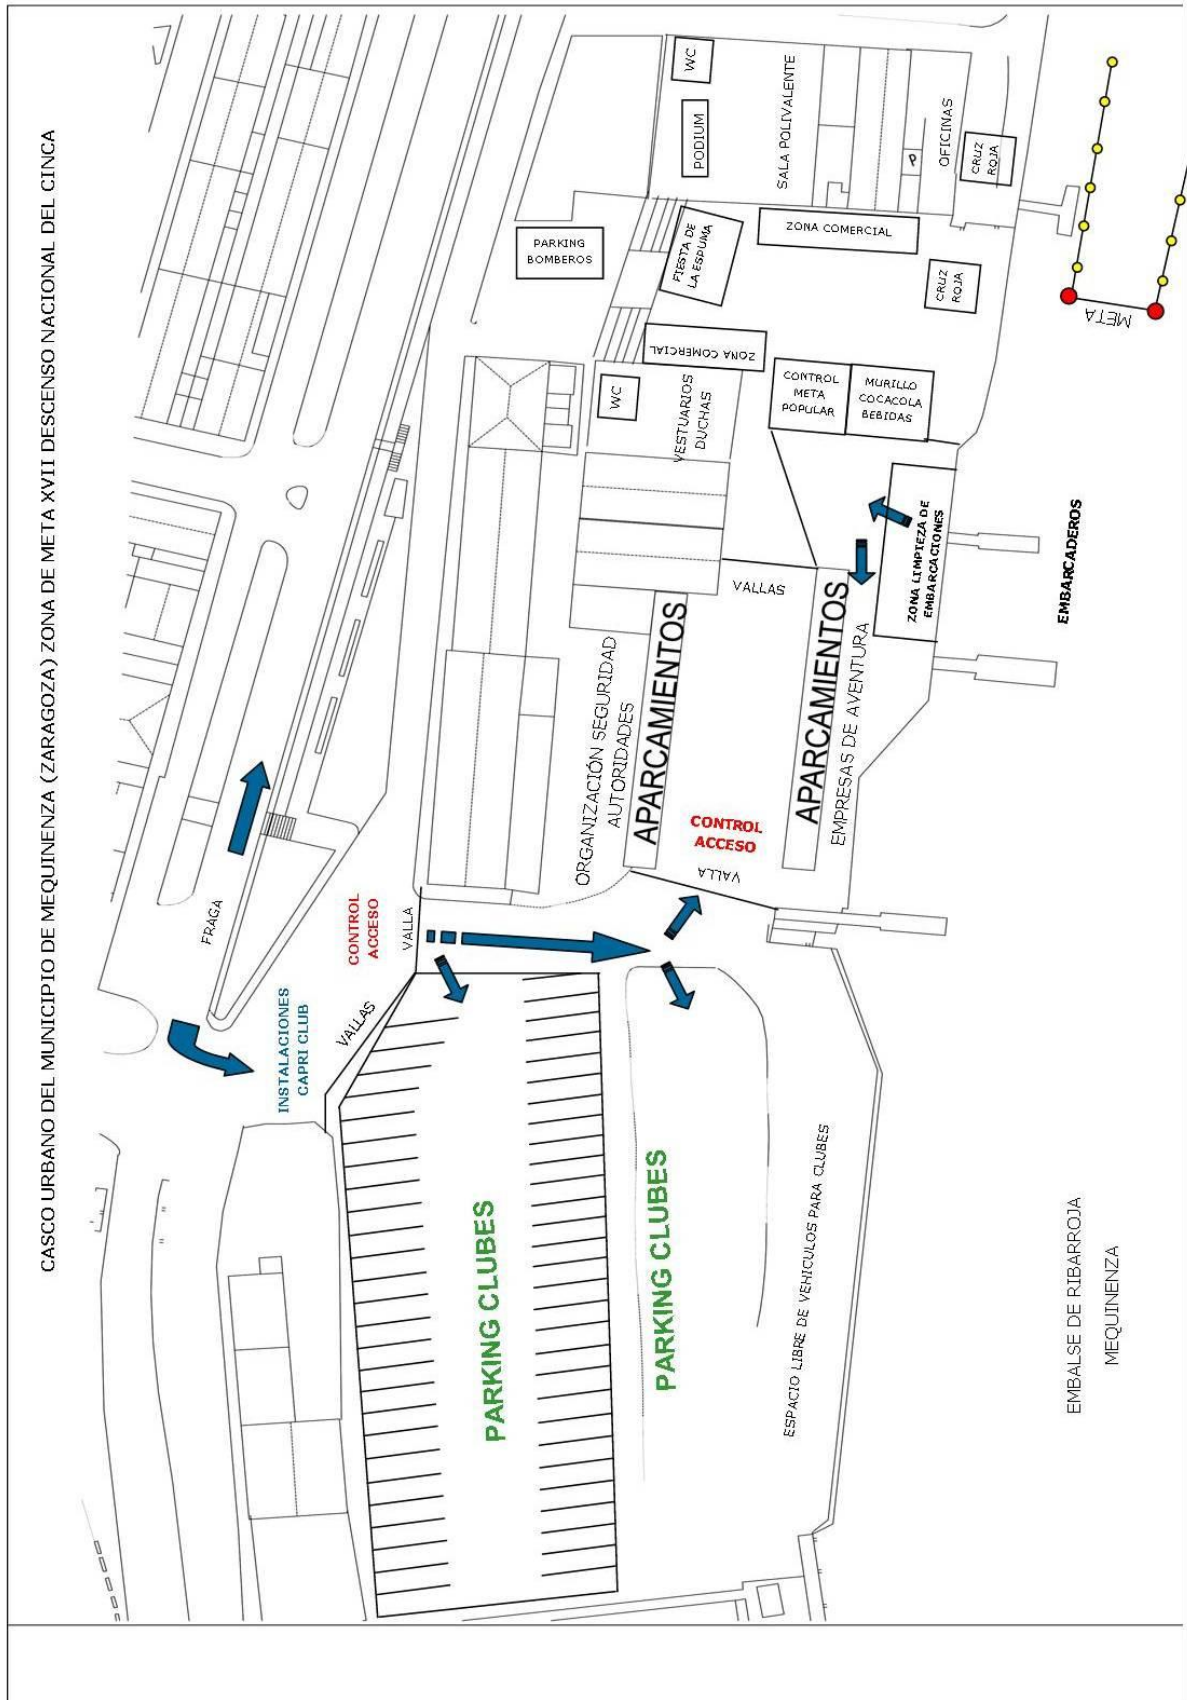 CASCO URBANO DEL MUNICIPIO DE MEQUINENZA (ZARAGOZA) ZONA DE META XVII DESCENSO NACIONAL DEL CINCA
FRAGA
INSTALACIONES
CAPRI CLUB
CONTROL
ACCESO
VALLA
VALLAS
PARKING CLUBES
PARKING CLUBES
ESPACIO LIBRE DE VEHICULOS PARA CLUBES
EMBALSE DE RIBARROJA
MEQUINENZA
ORGANIZACIÓN SEGURIDAD
AUTORIDADES
APARCAMIENTOS
CONTROL
ACCESO
VALLA
APARCAMIENTOS
EMPRESAS DE AVENTURA
VALLAS
ZONA LIMPIEZA DE
EMBARCACIONES
EMBARCADEROS
PARKING
BOMBEROS
WC
VESTUARIOS
DUCHAS
ZONA COMERCIAL
CONTROL
META
POPULAR
MURILLO
COCACOLA
BEBIDAS
FIESTA DE
LA ESPUMA
ZONA COMERCIAL
CRUZ
ROJA
WC
PODIUM
SALA POLIVALENTE
P
OFICINAS
CRUZ
ROJA
META